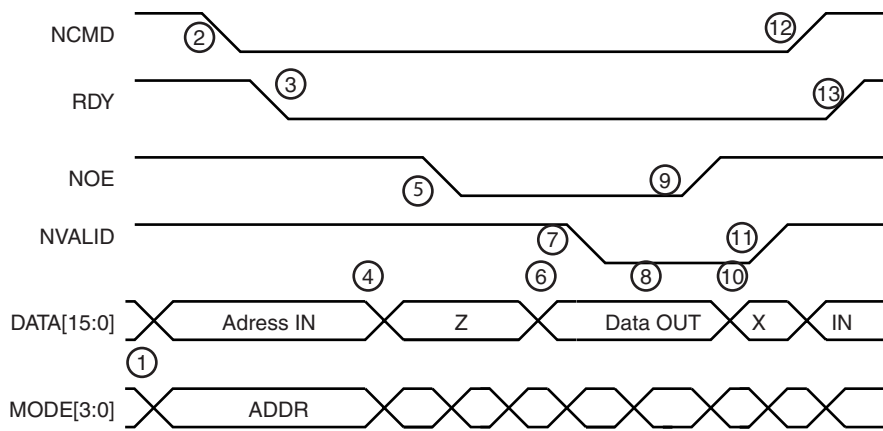 NCMD
2
12
RDY
3
13
NOE
5
9
NVALID
7
11
4
6
8
10
DATA[15:0]
Adress IN
Z
Data OUT
X
IN
1
MODE[3:0]
ADDR